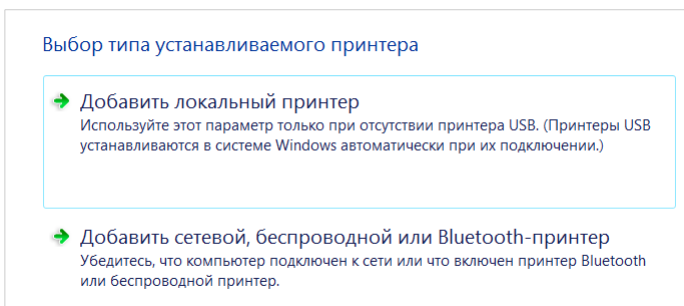 Выбор типа устанавливаемого принтера
Добавить локальный принтер
Используйте этот параметр только при отсутствии принтера USB. (Принтеры USB
устанавливаются в системе Windows автоматически при их подключении.)
Добавить сетевой, беспроводной или Bluetooth-принтер
Убедитесь, что компьютер подключен к сети или что включен принтер Bluetooth
или беспроводной принтер.